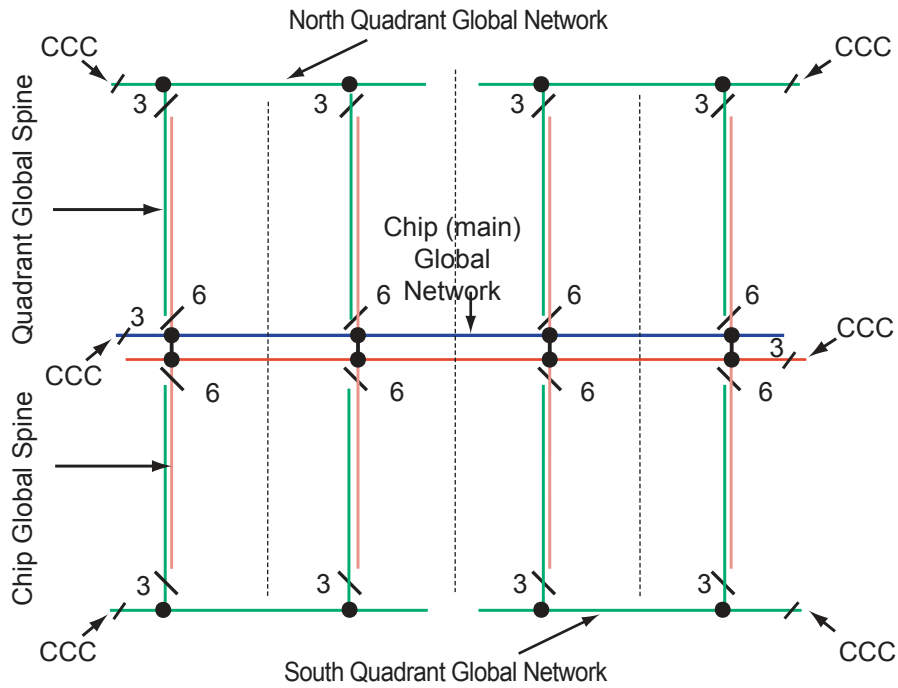 North Quadrant Global Network
CCC
CCC
3
3
3
3
Quadrant Global Spine
Chip (main)
Global
Network
6
6
6
6
3
CCC
3
CCC
6
6
6
6
Chip Global Spine
3
3
3
3
CCC
CCC
South Quadrant Global Network